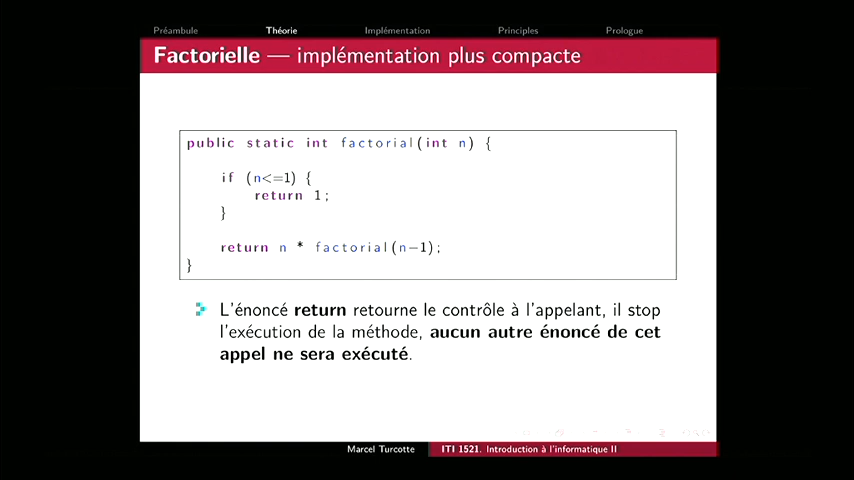 Préambule Théorie Implémentation Principles Prologue
Factorielle — implémentation plus compacte
public static int factorial(int n) {
if (n<=1) {
return 1;
}
return n * factorial(n−1);
}
L'énoncé return retourne le contrôle à l'appelant, il stop
l'exécution de la méthode, aucun autre énoncé de cet
appel ne sera exécuté.
Marcel Turcotte ITI 1521. Introduction à l'informatique II